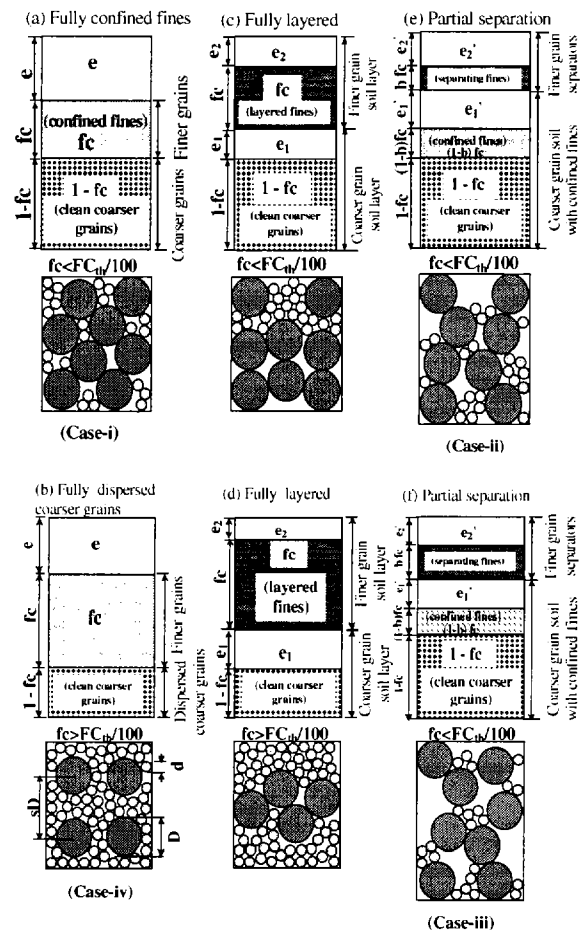 (a) Fully confined fines
e
e
fc
(confined fines)
fc
Finer grains
1-fc
1 - fc
(clean coarser
grains)
Coarser grains
fc<FCth/100
(Case-i)
(c) Fully layered
e2
e2
fc
fc
(layered fines)
Finer grain
soil layer
e1
e1
1-fc
1 - fc
(clean coarser
grains)
Coarser grain
soil layer
fc<FCth/100
(e) Partial separation
e2'
e2'
b fc
(separating fines)
Finer grain
separators
e1'
e1'
(1-b)fc
(confined fines)
(1-b) fc
1-fc
1 - fc
(clean coarser
grains)
Coarser grain soil
with confined fines
fc<FCth/100
(Case-ii)
(b) Fully dispersed
coarser grains
e
e
fc
fc
Finer grains
1 - fc
(clean coarser
grains)
Dispersed
coarser grains
fc>FCth/100
d
sD
D
(Case-iv)
(d) Fully layered
e2
e2
fc
fc
(layered
fines)
Finer grain
soil layer
e1
e1
1 - fc
(clean coarser
grains)
Coarser grain
soil layer
fc>FCth/100
(f) Partial separation
e2'
e2'
b fc
(separating fines)
Finer grain
separators
e1'
e1'
(1-b)fc
(confined fines)
(1-b) fc
1-fc
1 - fc
(clean coarser
grains)
Coarser grain soil
with confined fines
fc<FCth/100
(Case-iii)